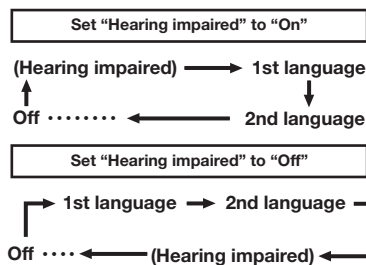 Set “Hearing impaired” to “On”
(Hearing impaired) 1st language
Off 2nd language
Set “Hearing impaired” to “Off”
1st language 2nd language
Off (Hearing impaired)